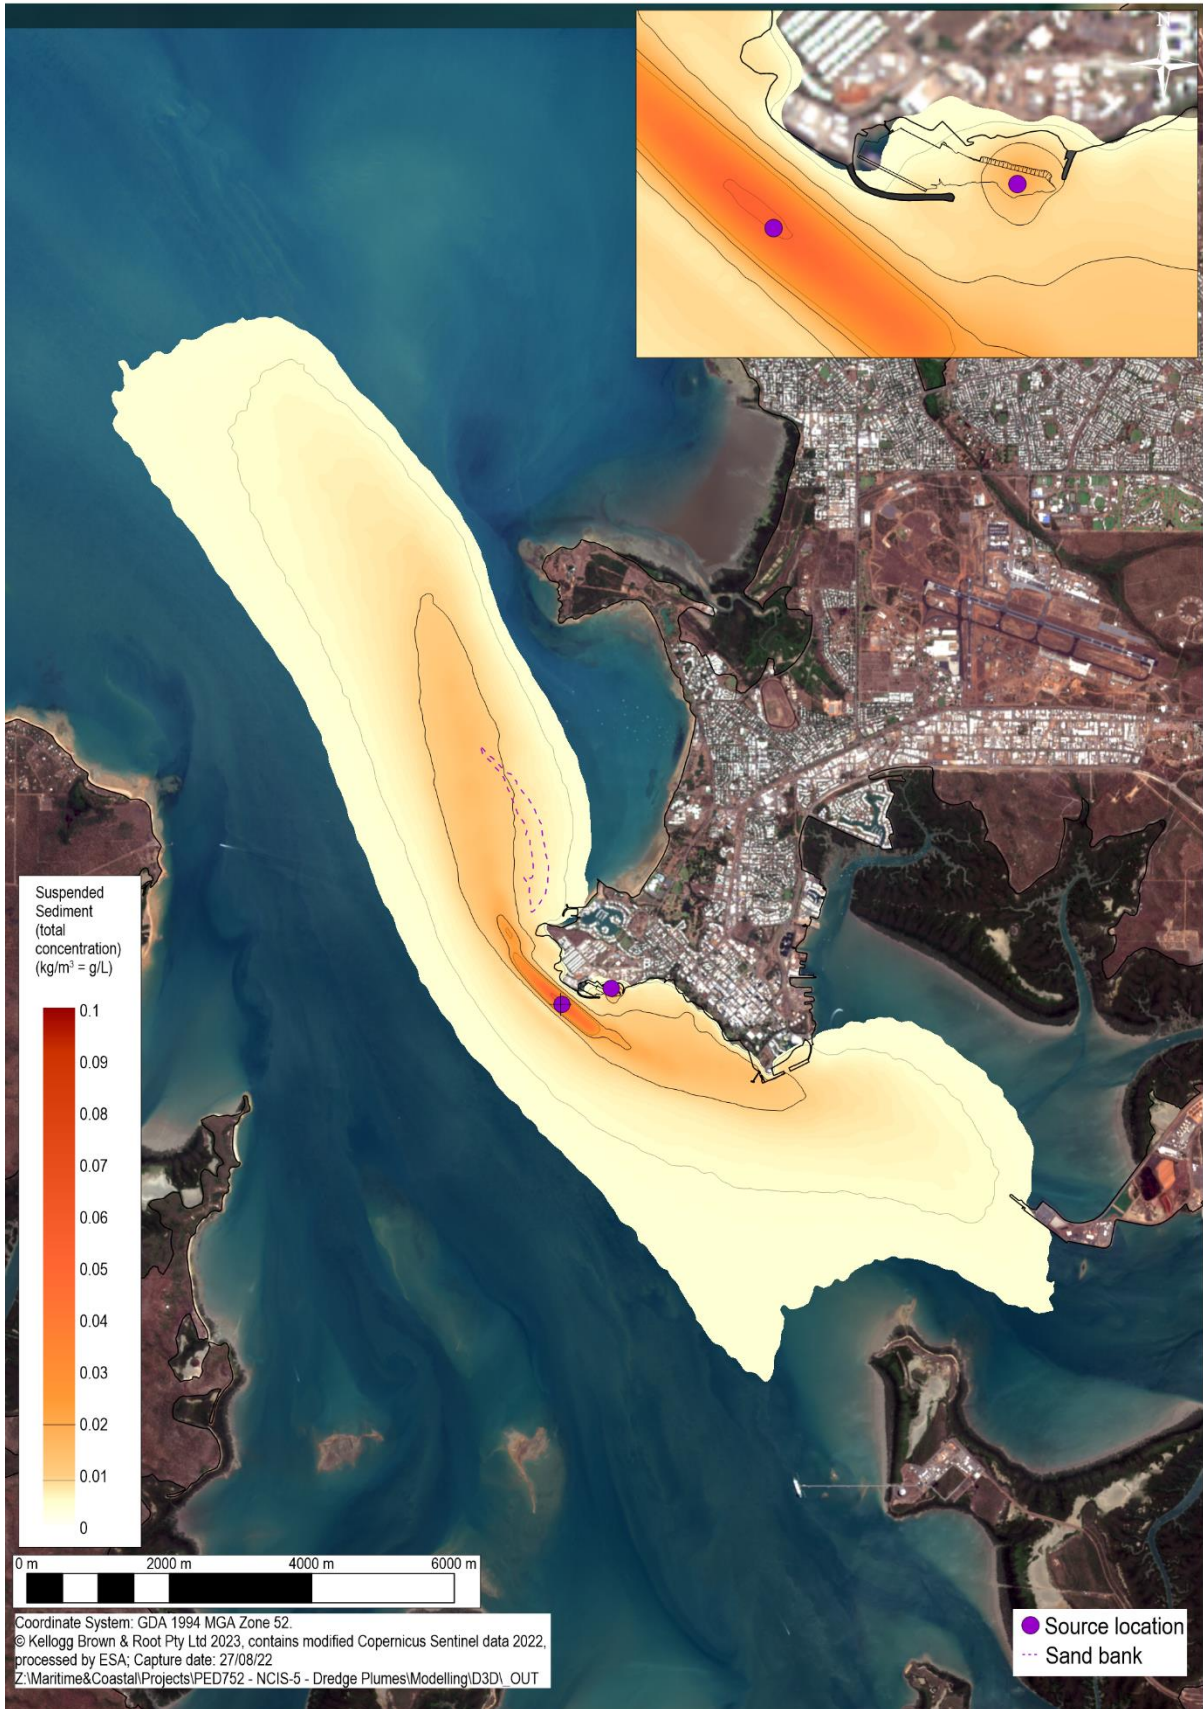 N
Suspended
Sediment
(total
concentration)
(kg/m³ = g/L)
0.1
0.09
0.08
0.07
0.06
0.05
0.04
0.03
0.02
0.01
0
0 m 2000 m 4000 m 6000 m
Coordinate System: GDA 1994 MGA Zone 52.
© Kellogg Brown & Root Pty Ltd 2023, contains modified Copernicus Sentinel data 2022,
processed by ESA; Capture date: 27/08/22
Z:\Maritime&Coastal\Projects\PED752 - NCIS-5 - Dredge Plumes\Modelling\D3D\_OUT
Source location
Sand bank